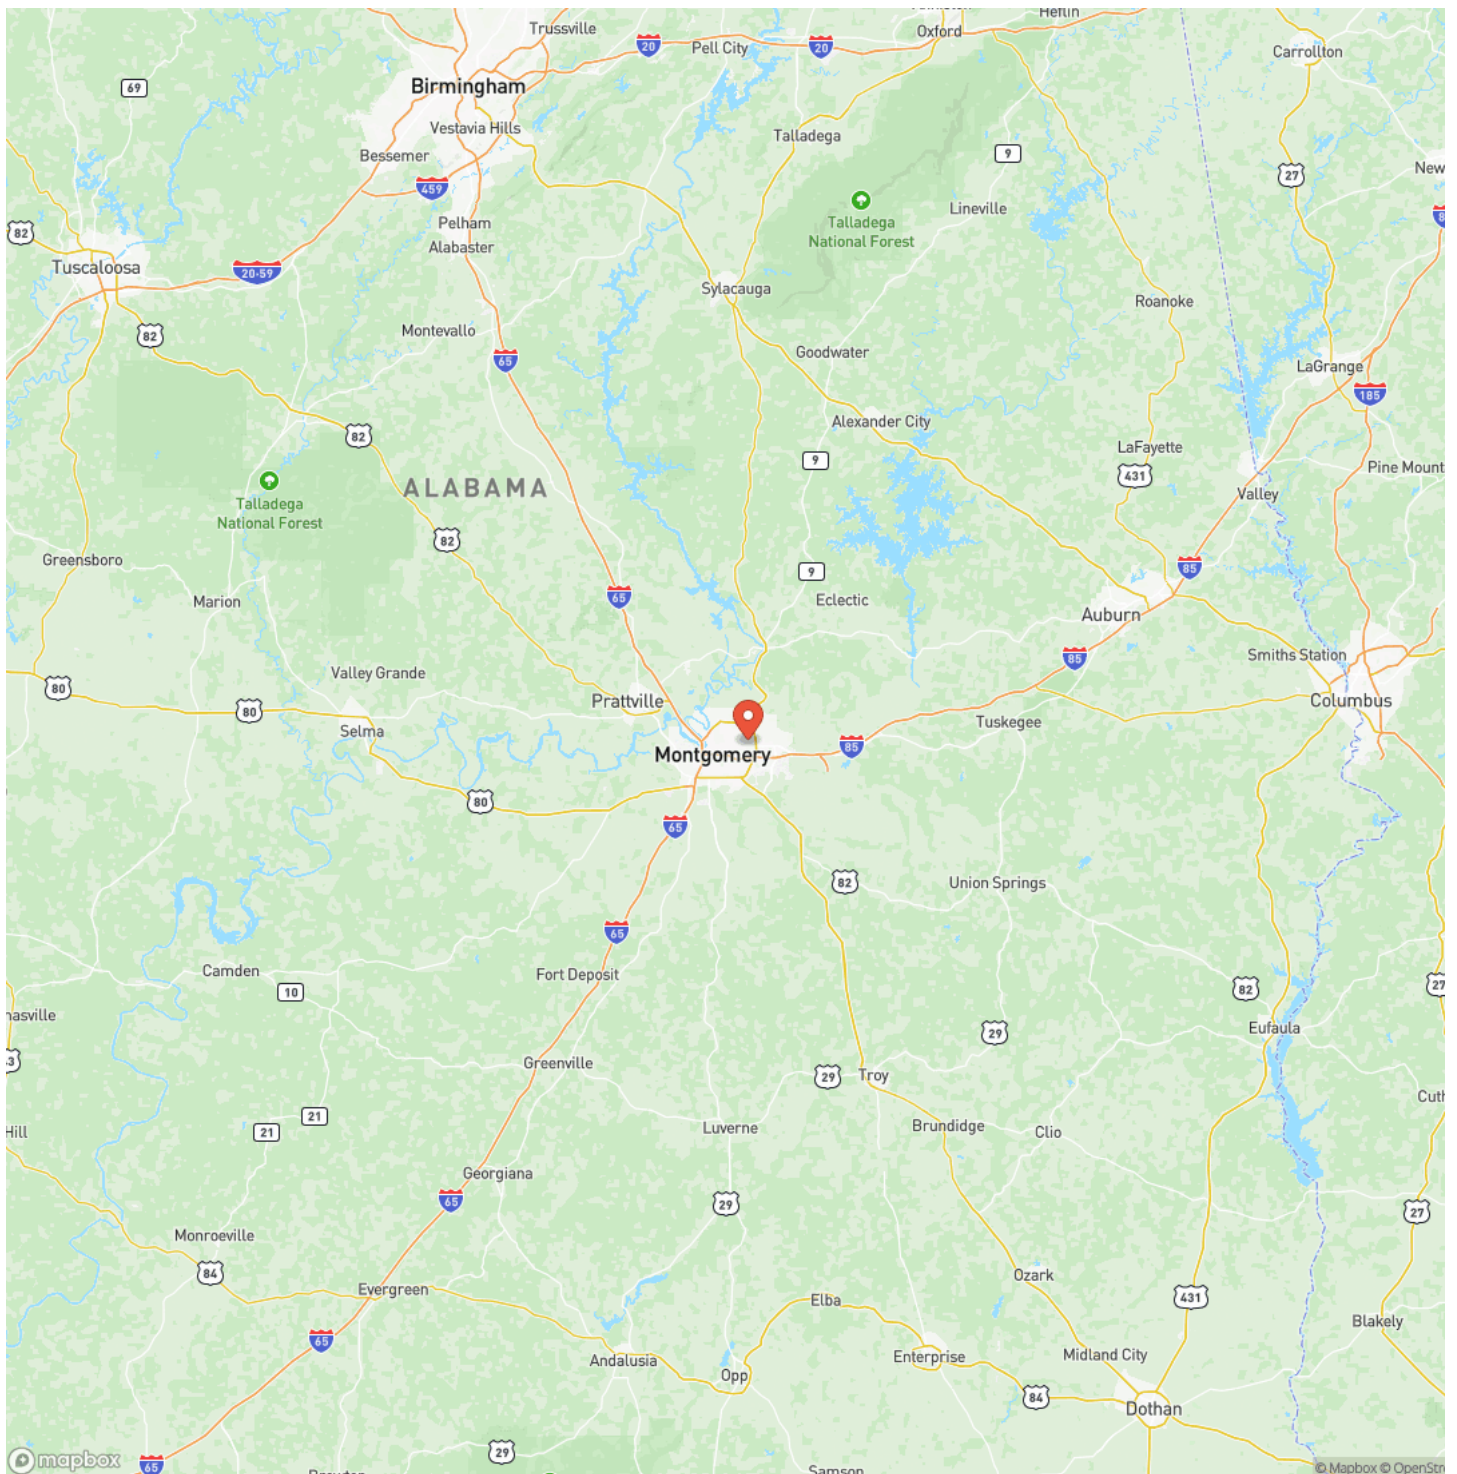 Heflin
Trussville
Oxford
20
20
Pell City
Carrollton
Birmingham
69
Vestavia Hills
Talladega
Bessemer
9
27
New
459
Talladega
National Forest
Lineville
Pelham
82
Alabaster
Tuscaloosa
20-59
Sylacauga
Roanoke
82
Montevallo
65
Goodwater
LaGrange
185
Alexander City
82
LaFayette
9
431
Pine Mount
Talladega
National Forest
ALABAMA
Valley
82
Greensboro
9
85
65
Marion
Eclectic
Auburn
Smiths Station
85
Valley Grande
80
Prattville
Columbus
80
Tuskegee
Selma
Montgomery
85
80
65
82
Union Springs
65
Camden
Fort Deposit
10
82
27
nasville
29
Eufaula
Greenville
29
Troy
Cuth
21
Hill
21
Luverne
Brundidge
Clio
Georgiana
65
29
27
Monroeville
84
Ozark
Evergreen
431
Elba
Blakely
65
Andalusia
Enterprise
Midland City
Opp
84
Dothan
29
mapbox
65
Samson
© Mapbox © OpenStre